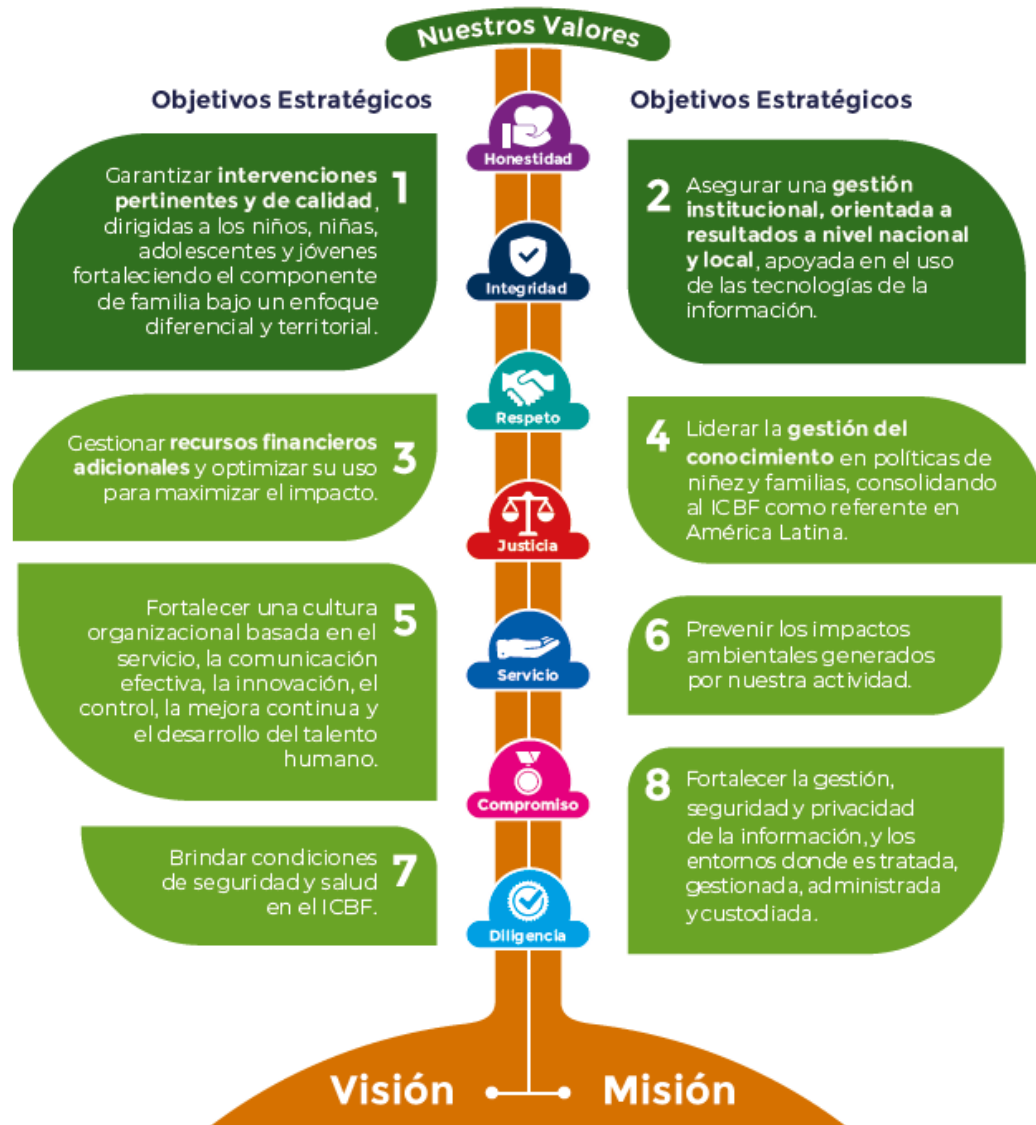 Nuestros Valores
Objetivos Estratégicos
Objetivos Estratégicos
Honestidad
Integridad
Respeto
Justicia
Servicio
Compromiso
Diligencia
1
Garantizar intervenciones
pertinentes y de calidad,
dirigidas a los niños, niñas,
adolescentes y jóvenes
fortaleciendo el componente
de familia bajo un enfoque
diferencial y territorial.
2
Asegurar una gestión
institucional, orientada a
resultados a nivel nacional
y local, apoyada en el uso
de las tecnologías de la
información.
3
Gestionar recursos financieros
adicionales y optimizar su uso
para maximizar el impacto.
4
Liderar la gestión del
conocimiento en políticas de
niñez y familias, consolidando
al ICBF como referente en
América Latina.
5
Fortalecer una cultura
organizacional basada en el
servicio, la comunicación
efectiva, la innovación, el
control, la mejora continua y
el desarrollo del talento
humano.
6
Prevenir los impactos
ambientales generados
por nuestra actividad.
7
Brindar condiciones
de seguridad y salud
en el ICBF.
8
Fortalecer la gestión,
seguridad y privacidad
de la información, y los
entornos donde es tratada,
gestionada, administrada
y custodiada.
Visión
Misión